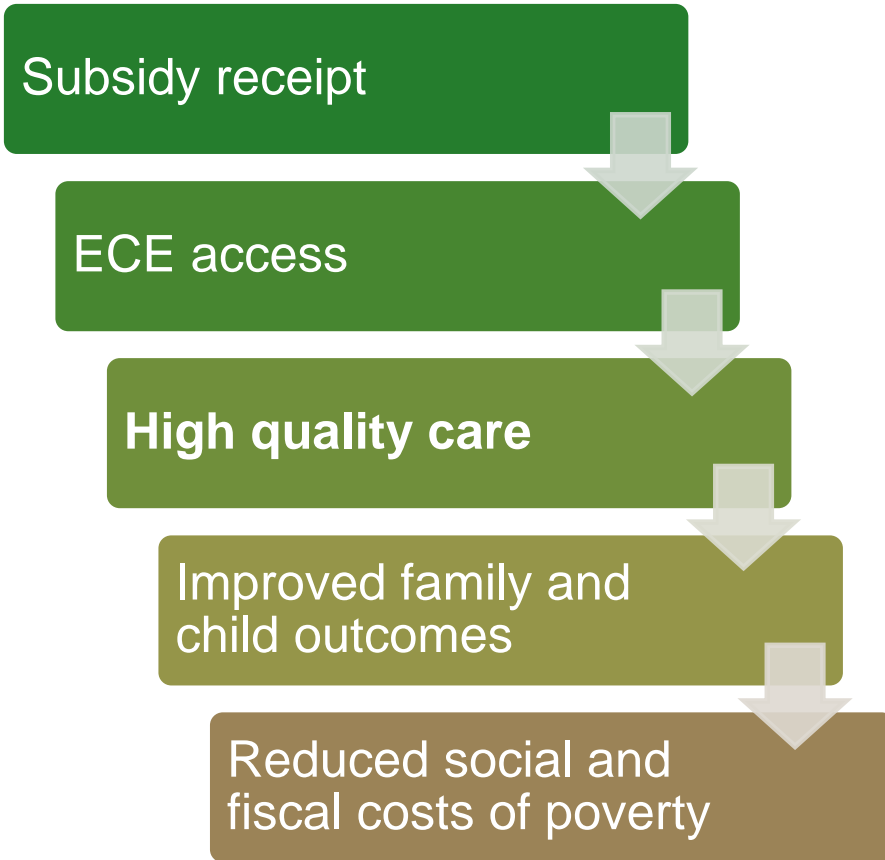 Subsidy receipt
ECE access
High quality care
Improved family and
child outcomes
Reduced social and
fiscal costs of poverty